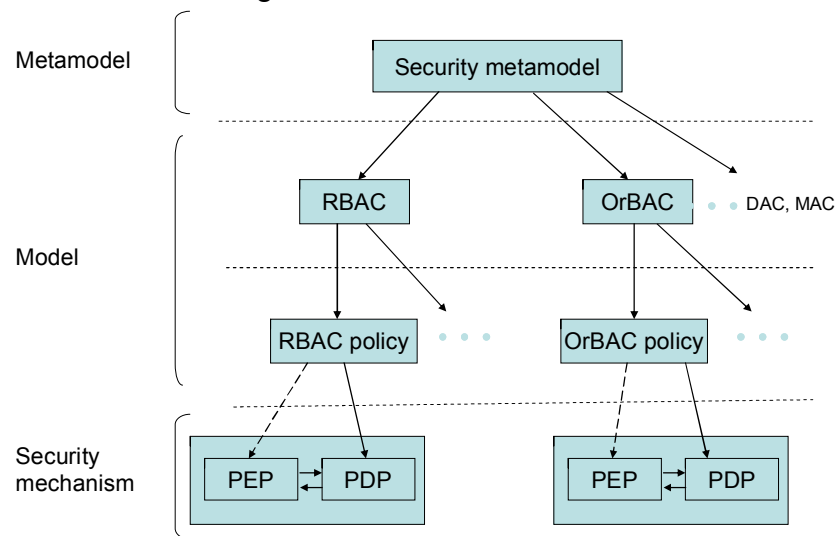 Metamodel
Security metamodel
RBAC
OrBAC
DAC, MAC
Model
RBAC policy
OrBAC policy
Security
mechanism
PEP
PDP
PEP
PDP